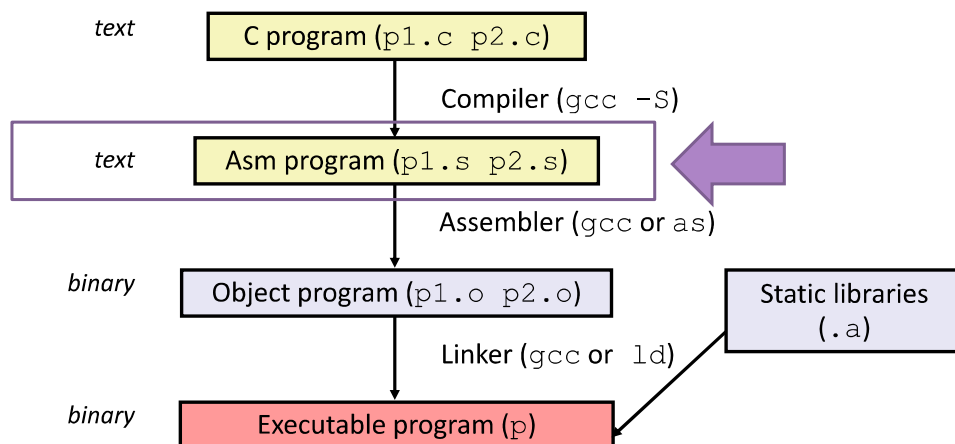 text
C program (p1.c p2.c)
Compiler (gcc -S)
text
Asm program (p1.s p2.s)
Assembler (gcc or as)
binary
Object program (p1.o p2.o)
Static libraries
(.a)
Linker (gcc or ld)
binary
Executable program (p)